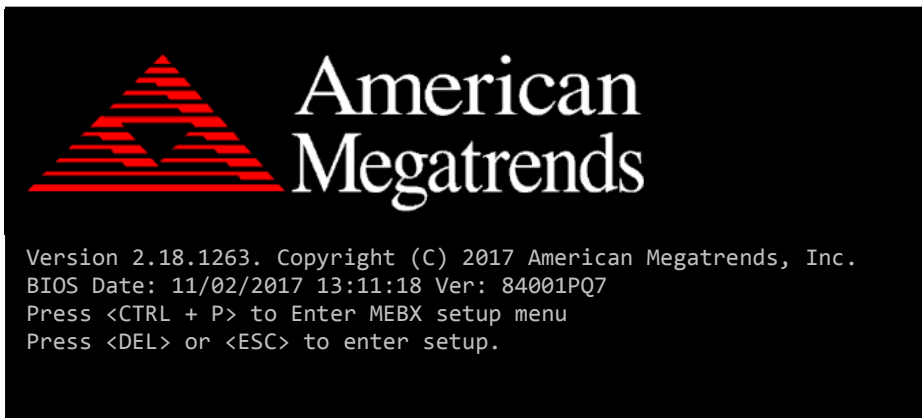 American
Megatrends
Version 2.18.1263. Copyright (C) 2017 American Megatrends, Inc.
BIOS Date: 11/02/2017 13:11:18 Ver: 84001PQ7
Press <CTRL + P> to Enter MEBX setup menu
Press <DEL> or <ESC> to enter setup.